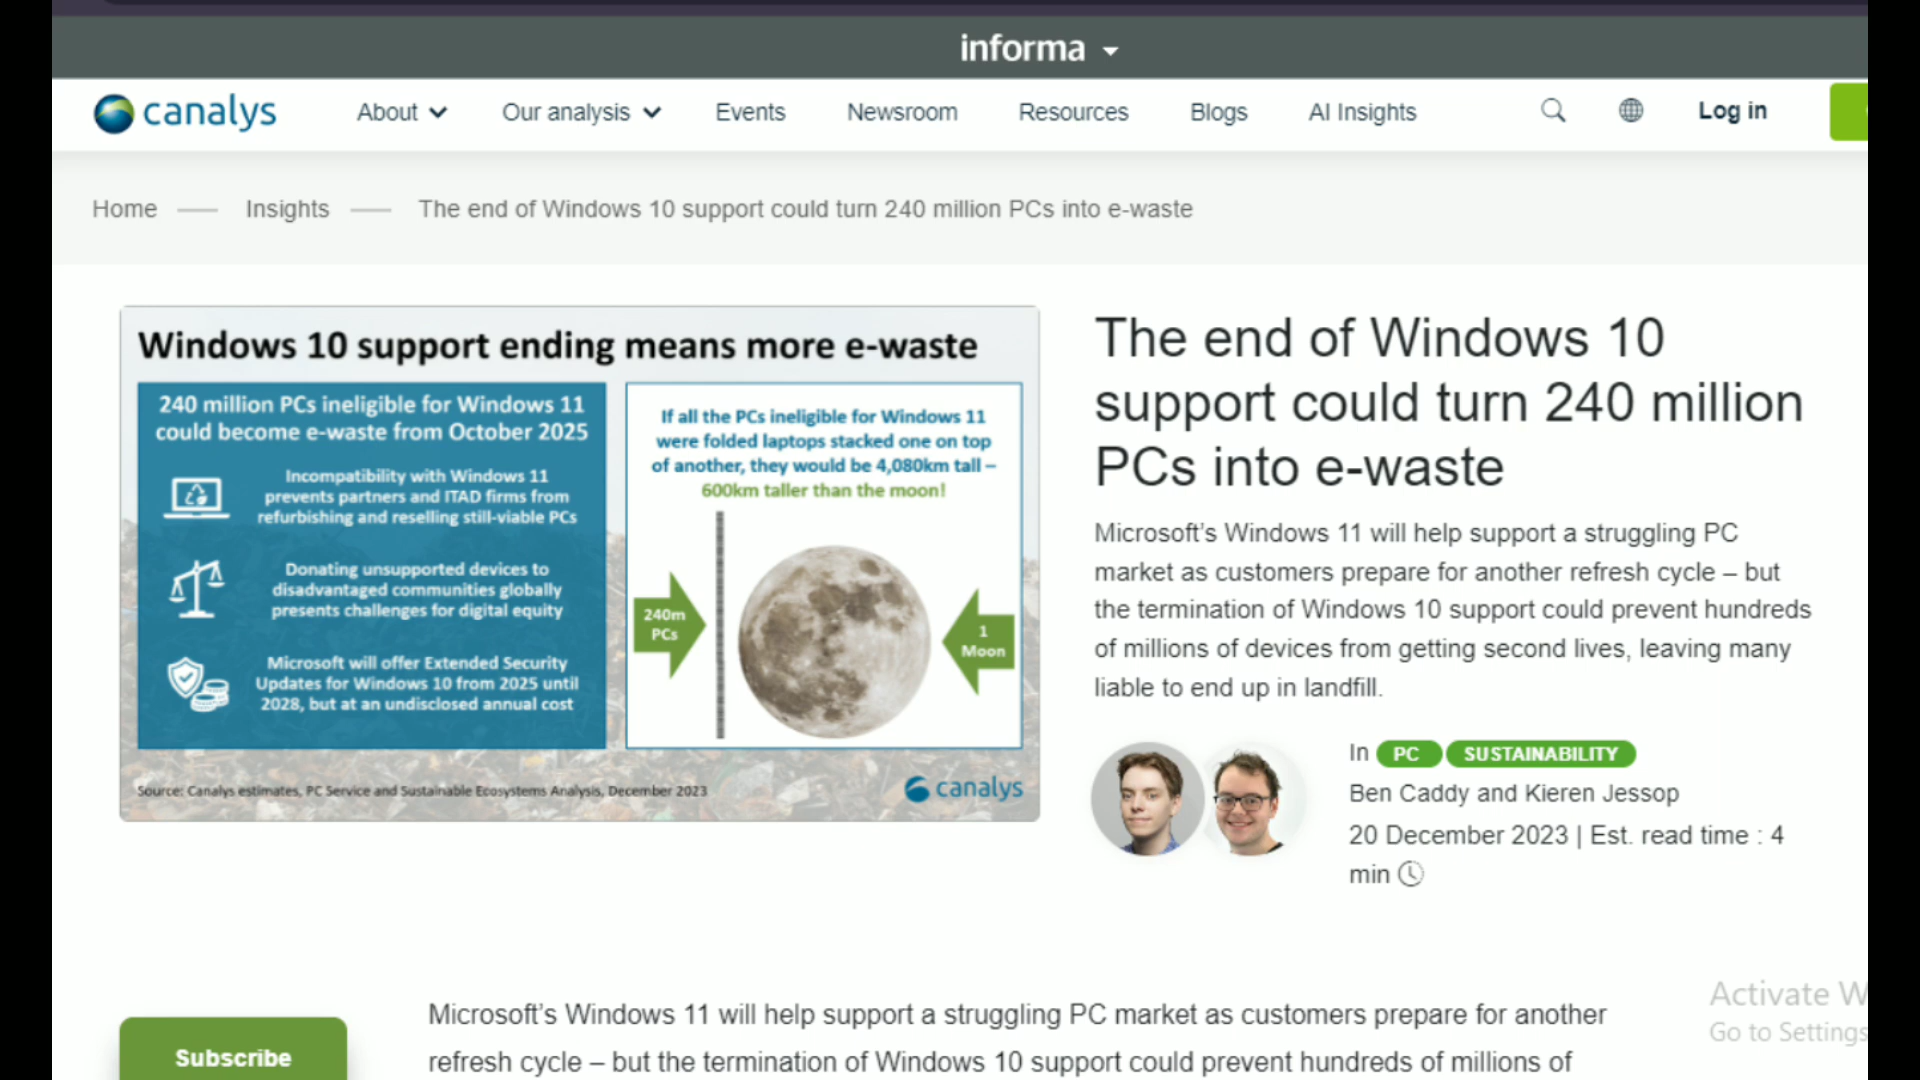 informa
canalys
About
Our analysis
Events
Newsroom
Resources
Blogs
AI Insights
Log in
Home
Insights
The end of Windows 10 support could turn 240 million PCs into e-waste
Windows 10 support ending means more e-waste
240 million PCs ineligible for Windows 11
could become e-waste from October 2025
Incompatibility with Windows 11
prevents partners and ITAD firms from
refurbishing and reselling still-viable PCs
Donating unsupported devices to
disadvantaged communities globally
presents challenges for digital equity
Microsoft will offer Extended Security
Updates for Windows 10 from 2025 until
2028, but at an undisclosed annual cost
If all the PCs ineligible for Windows 11
were folded laptops stacked one on top
of another, they would be 4,080km tall –
600km taller than the moon!
240m
PCs
1
Moon
Source: Canalys estimates, PC Service and Sustainable Ecosystems Analysis, December 2023
canalys
The end of Windows 10
support could turn 240 million
PCs into e-waste
Microsoft's Windows 11 will help support a struggling PC
market as customers prepare for another refresh cycle – but
the termination of Windows 10 support could prevent hundreds
of millions of devices from getting second lives, leaving many
liable to end up in landfill.
In PC SUSTAINABILITY
Ben Caddy and Kieren Jessop
20 December 2023 | Est. read time : 4
min
Subscribe
Microsoft's Windows 11 will help support a struggling PC market as customers prepare for another
refresh cycle – but the termination of Windows 10 support could prevent hundreds of millions of
Activate W
Go to Settings